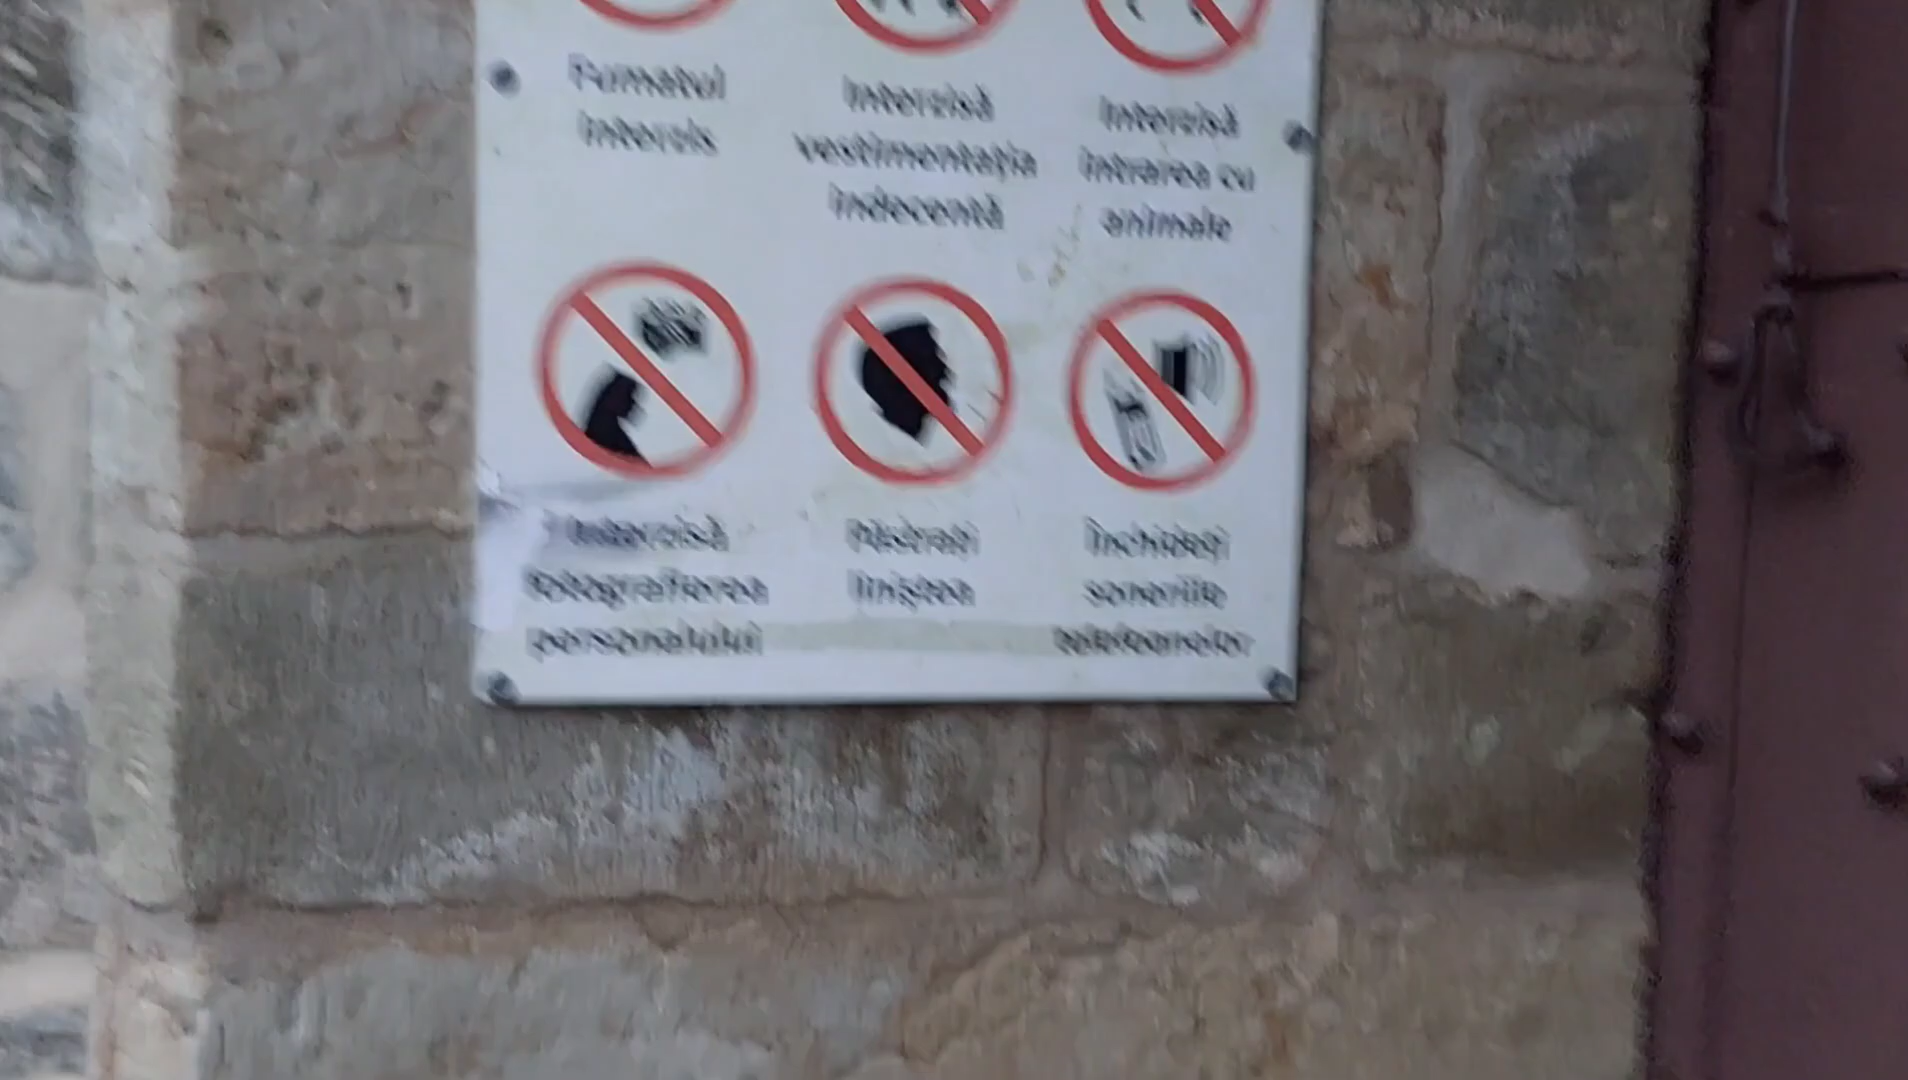 Fumatul
interzis
Interzisă
vestimentația
indecentă
Interzisă
intrarea cu
animale
Interzisă
fotografierea
personalului
Păstrați
liniștea
Închideți
soneriile
telefoanelor